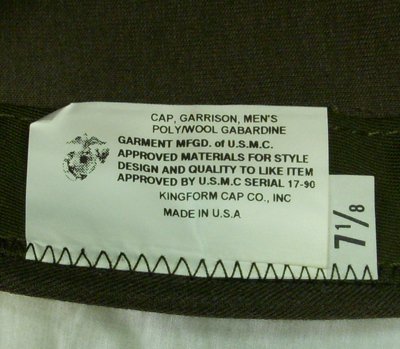 CAP, GARRISON, MEN'S
POLY/WOOL GABARDINE
GARMENT MFGD. of U.S.M.C.
APPROVED MATERIALS FOR STYLE
DESIGN AND QUALITY TO LIKE ITEM
APPROVED BY U.S.M.C SERIAL 17-90
KINGFORM CAP CO., INC
MADE IN U.S.A
7 1/8